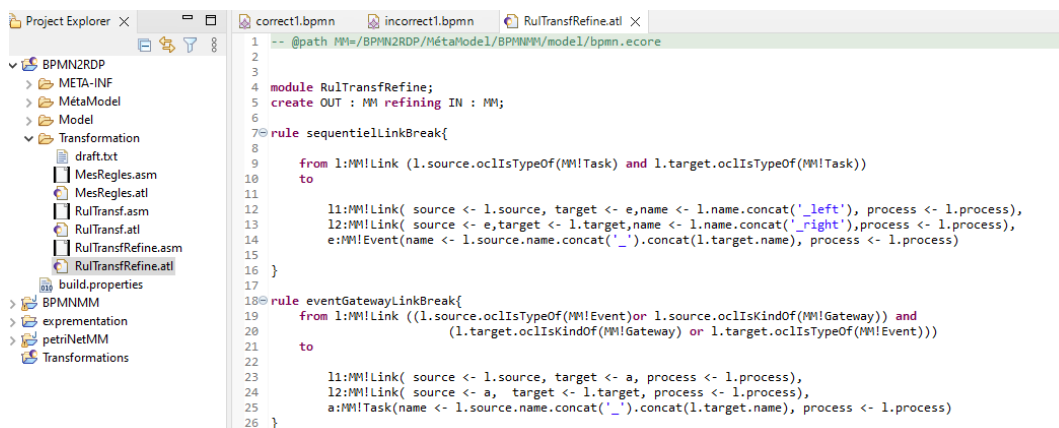 Project Explorer
BPMN2RDP
META-INF
MétaModel
Model
Transformation
draft.txt
MesRegles.asm
MesRegles.atl
RulTransf.asm
RulTransf.atl
RulTransfRefine.asm
RulTransfRefine.atl
build.properties
BPMNMM
exprementation
petriNetMM
Transformations
correct1.bpmn incorrect1.bpmn RulTransfRefine.atl
1 -- @path MM=/BPMN2RDP/MétaModel/BPMNMM/model/bpmn.ecore
2
3
4 module RulTransfRefine;
5 create OUT : MM refining IN : MM;
6
7 rule sequentielLinkBreak{
8
9 from l:MM!Link (l.source.oclIsTypeOf(MM!Task) and l.target.oclIsTypeOf(MM!Task))
10 to
11
12 l1:MM!Link( source <- l.source, target <- e,name <- l.name.concat('_left'), process <- l.process),
13 l2:MM!Link( source <- e,target <- l.target,name <- l.name.concat('_right'),process <- l.process),
14 e:MM!Event(name <- l.source.name.concat('_').concat(l.target.name), process <- l.process)
15
16 }
17
18 rule eventGatewayLinkBreak{
19 from l:MM!Link ((l.source.oclIsTypeOf(MM!Event)or l.source.oclIsKindOf(MM!Gateway)) and
20 (l.target.oclIsKindOf(MM!Gateway) or l.target.oclIsTypeOf(MM!Event)))
21 to
22
23 l1:MM!Link( source <- l.source, target <- a, process <- l.process),
24 l2:MM!Link( source <- a, target <- l.target, process <- l.process),
25 a:MM!Task(name <- l.source.name.concat('_').concat(l.target.name), process <- l.process)
26 }